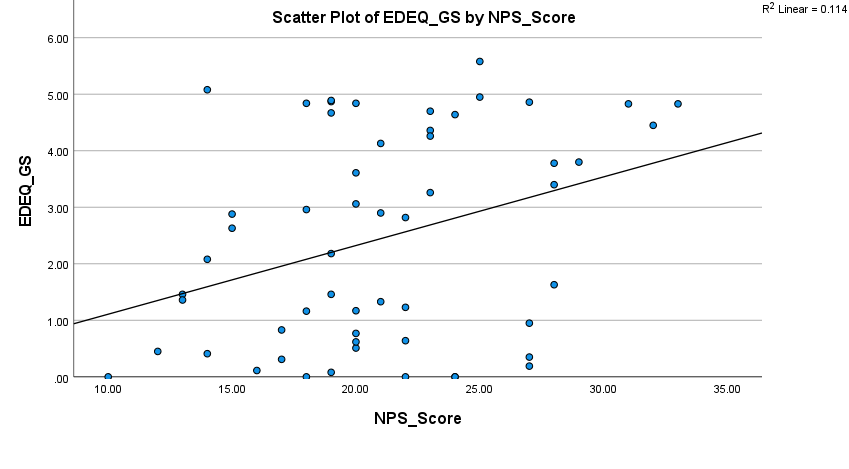 Scatter Plot of EDEQ_GS by NPS_Score
R2 Linear = 0.114
EDEQ_GS
6.00
5.00
4.00
3.00
2.00
1.00
.00
10.00 15.00 20.00 25.00 30.00 35.00
NPS_Score